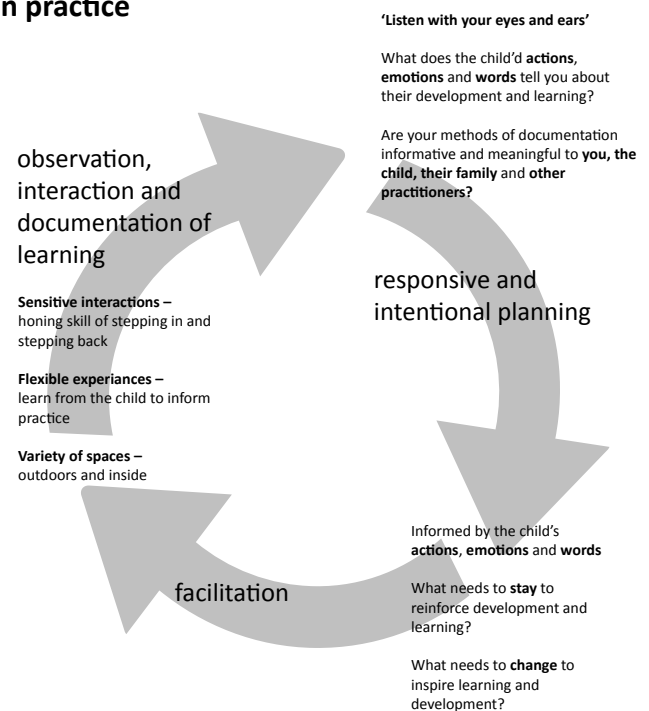 n practice
‘Listen with your eyes and ears’
What does the child’d actions,
emotions and words tell you about
their development and learning?
Are your methods of documentation
informative and meaningful to you, the
child, their family and other
practitioners?
observation,
interaction and
documentation of
learning
Sensitive interactions –
honing skill of stepping in and
stepping back
Flexible experiances –
learn from the child to inform
practice
Variety of spaces –
outdoors and inside
responsive and
intentional planning
Informed by the child’s
actions, emotions and words
What needs to stay to
reinforce development and
learning?
What needs to change to
inspire learning and
development?
facilitation